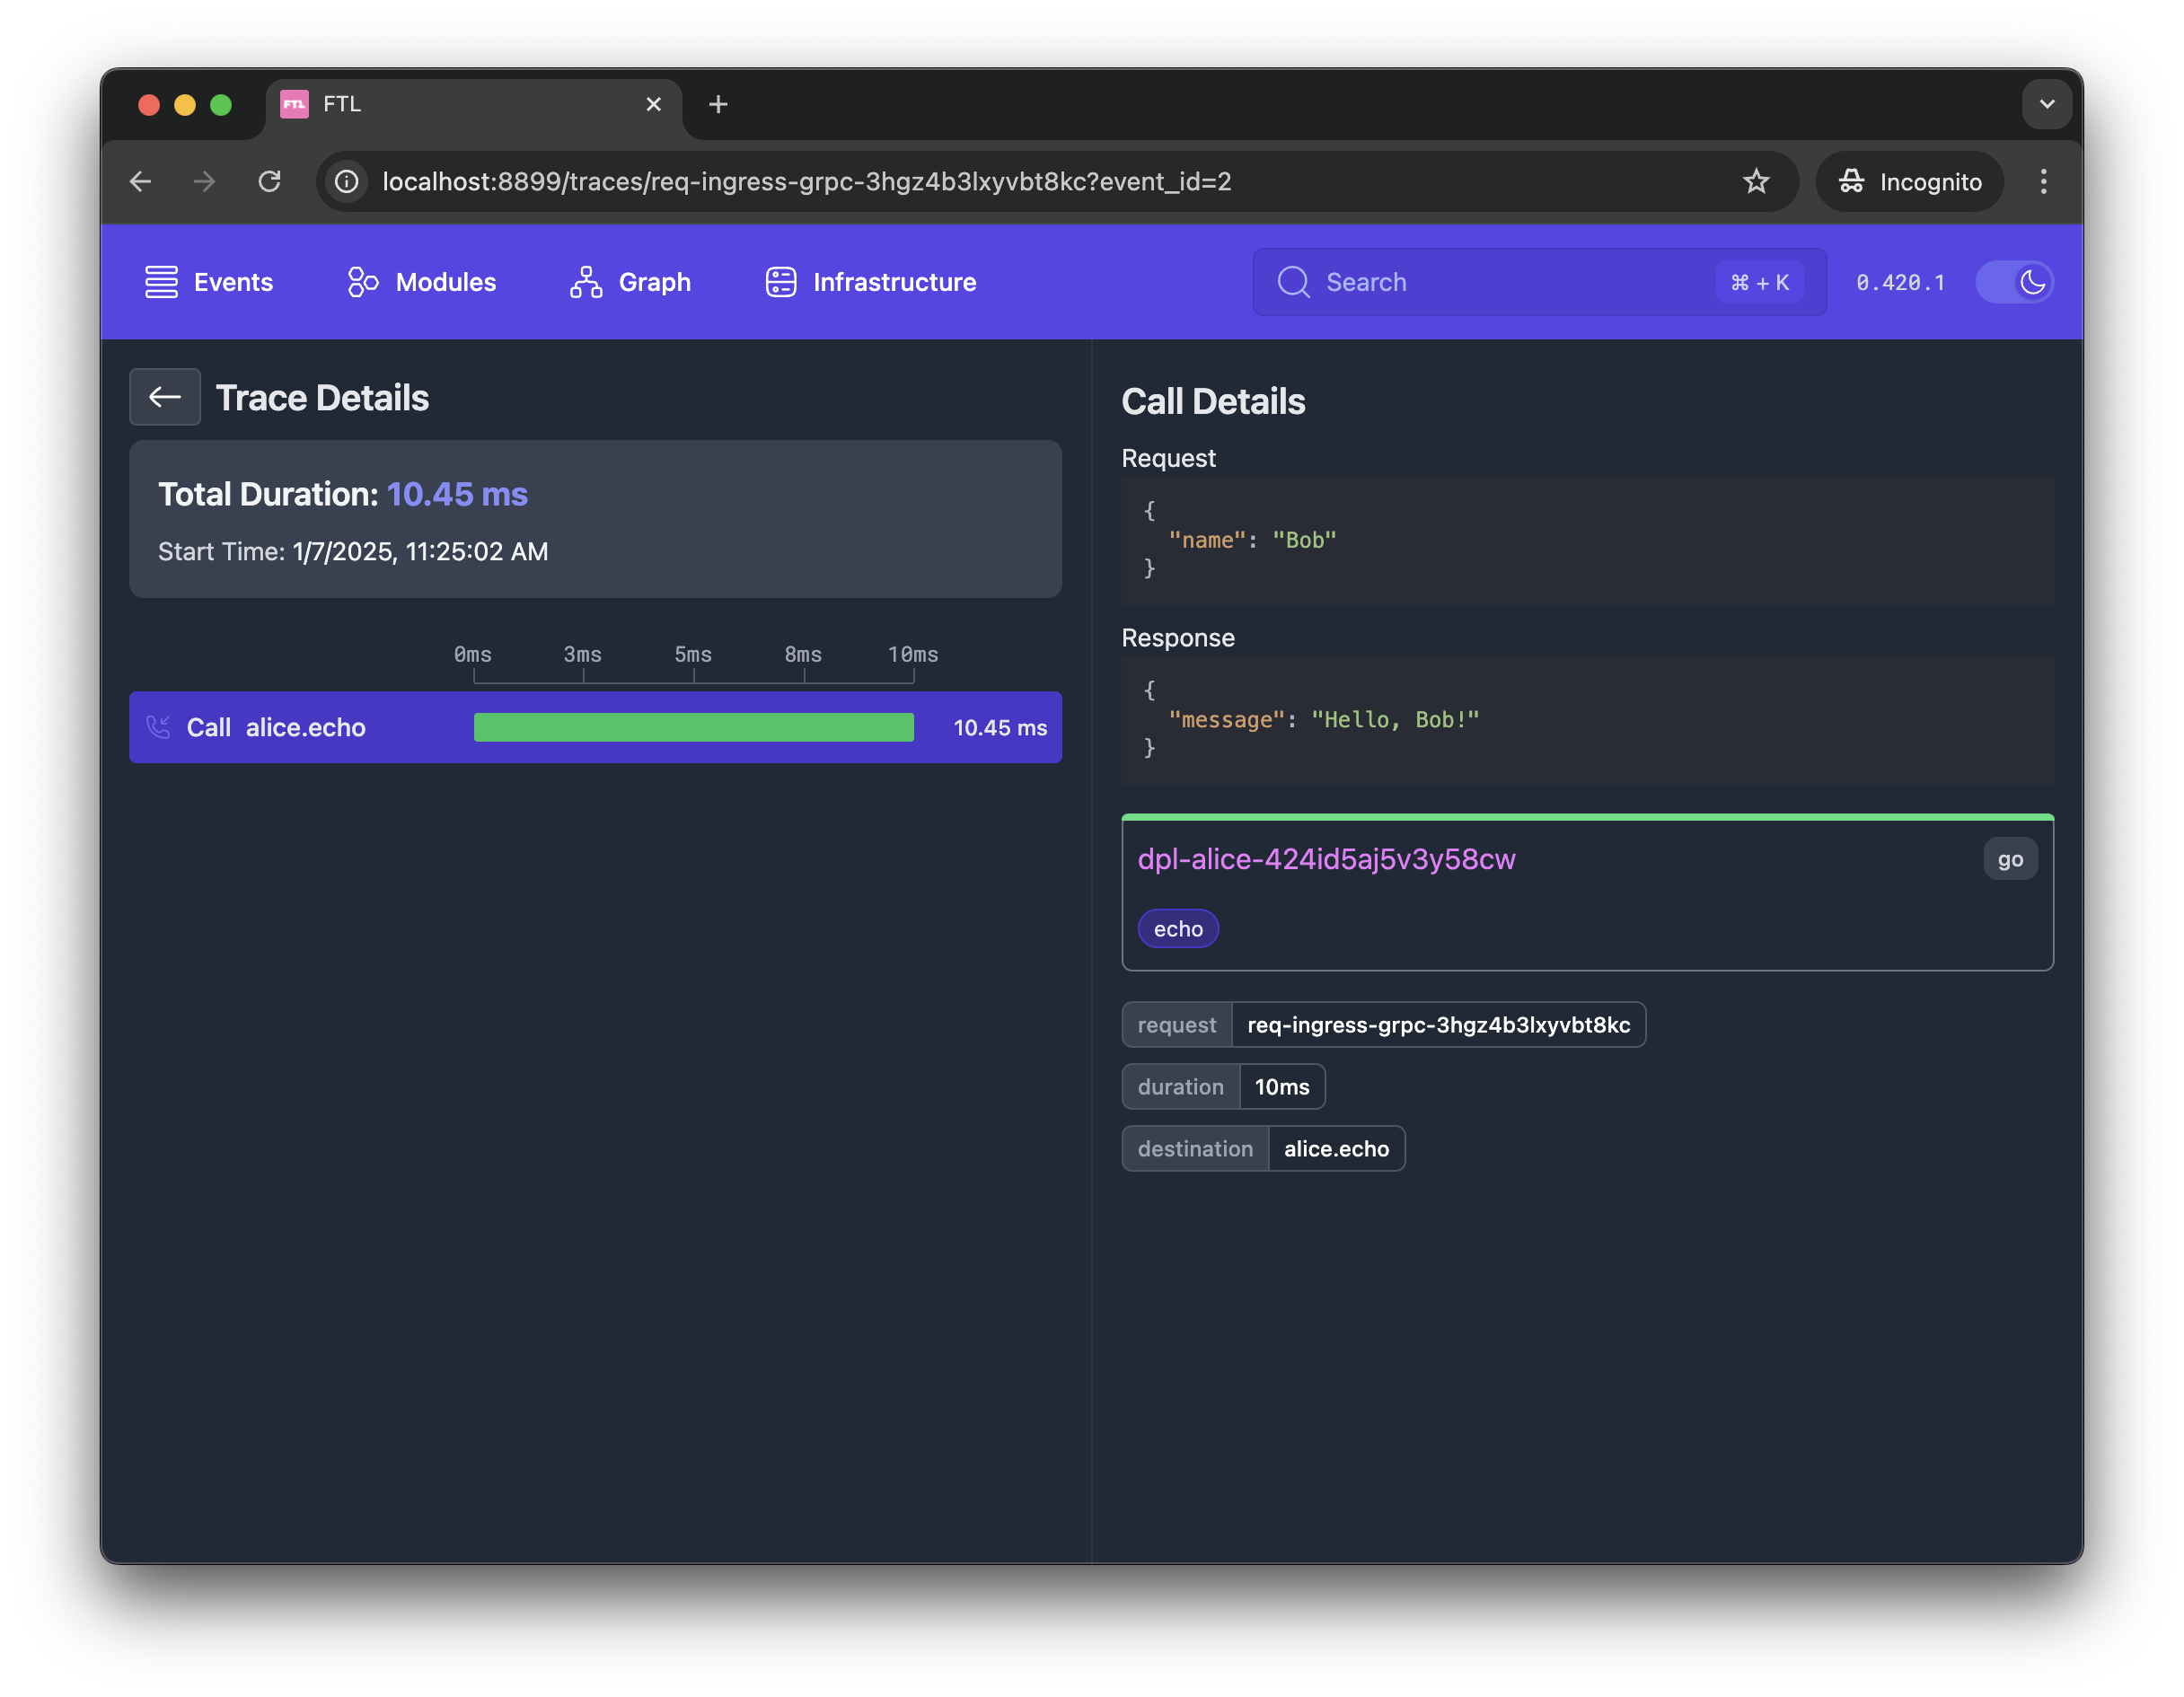 FTL
FTL
localhost:8899/traces/req-ingress-grpc-3hgz4b3lxyvbt8kc?event_id=2
Incognito
Events
Modules
Graph
Infrastructure
Search
⌘ + K
0.420.1
Trace Details
Total Duration: 10.45 ms
Start Time: 1/7/2025, 11:25:02 AM
0ms 3ms 5ms 8ms 10ms
Call alice.echo 10.45 ms
Call Details
Request
{
"name": "Bob"
}
Response
{
"message": "Hello, Bob!"
}
dpl-alice-424id5aj5v3y58cw
go
echo
request req-ingress-grpc-3hgz4b3lxyvbt8kc
duration 10ms
destination alice.echo